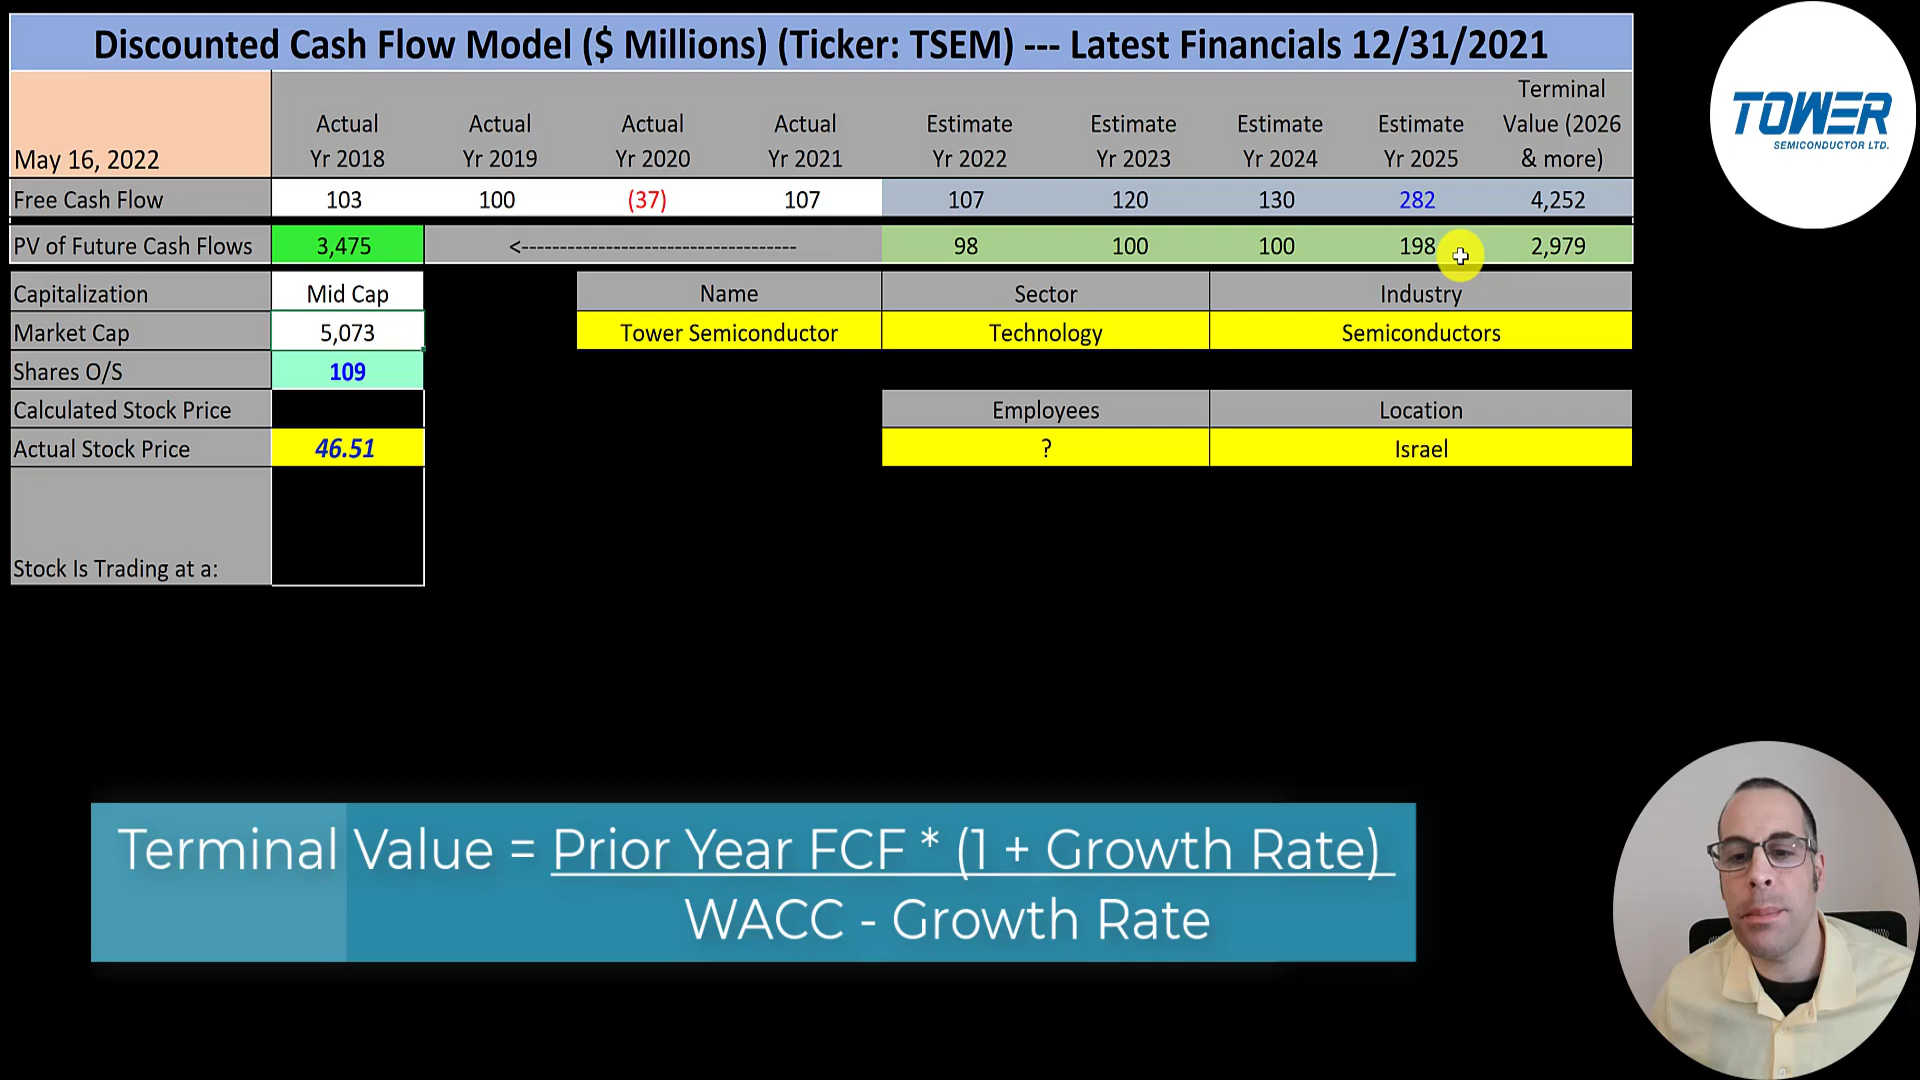 Discounted Cash Flow Model ($ Millions) (Ticker: TSEM) --- Latest Financials 12/31/2021
TOWER
SEMICONDUCTOR LTD.
May 16, 2022
Actual Yr 2018
Actual Yr 2019
Actual Yr 2020
Actual Yr 2021
Estimate Yr 2022
Estimate Yr 2023
Estimate Yr 2024
Estimate Yr 2025
Terminal Value (2026 & more)
Free Cash Flow 103 100 (37) 107 107 120 130 282 4,252
PV of Future Cash Flows 3,475 <---------------------------------- 98 100 100 198 2,979
Capitalization Mid Cap Name Sector Industry
Market Cap 5,073 Tower Semiconductor Technology Semiconductors
Shares O/S 109
Calculated Stock Price Employees Location
Actual Stock Price 46.51 ? Israel
Stock Is Trading at a:
Terminal Value = Prior Year FCF * (1 + Growth Rate)
WACC - Growth Rate